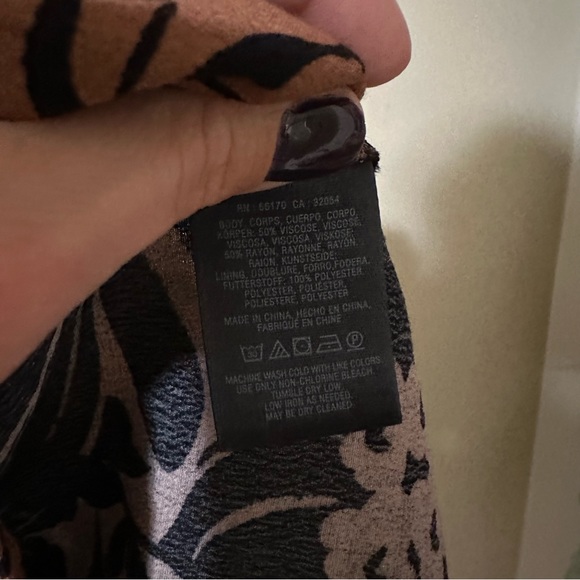 RN : 66170 CA : 32054
BODY, CORPS, CUERPO, CORPO,
KORPER: 50% VISCOSE, VISCOSE,
VISCOSA, VISCOSA, VISKOSE;
50% RAYON, RAYONNE, RAYON,
RAION, KUNSTSEIDE;
LINING, DOUBLURE, FORRO, FODERA,
FUTTERSTOFF: 100% POLYESTER,
POLYESTER, POLIÉSTER,
POLIESTERE, POLYESTER
MADE IN CHINA, HECHO EN CHINA,
FABRIQUÉ EN CHINE
MACHINE WASH COLD WITH LIKE COLORS.
USE ONLY NON-CHLORINE BLEACH.
TUMBLE DRY LOW.
LOW IRON AS NEEDED.
MAY BE DRY CLEANED.